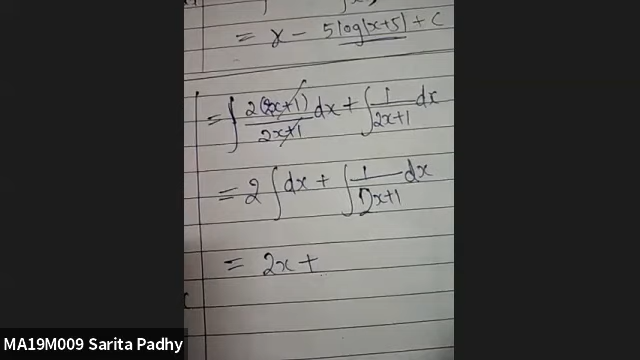 = x - 5 log|x+5| + C
= ∫ 2(2x+1)/2x+1 dx + ∫ 1/2x+1 dx
= 2 ∫ dx + ∫ 1/2x+1 dx
= 2x +
MA19M009 Sarita Padhy